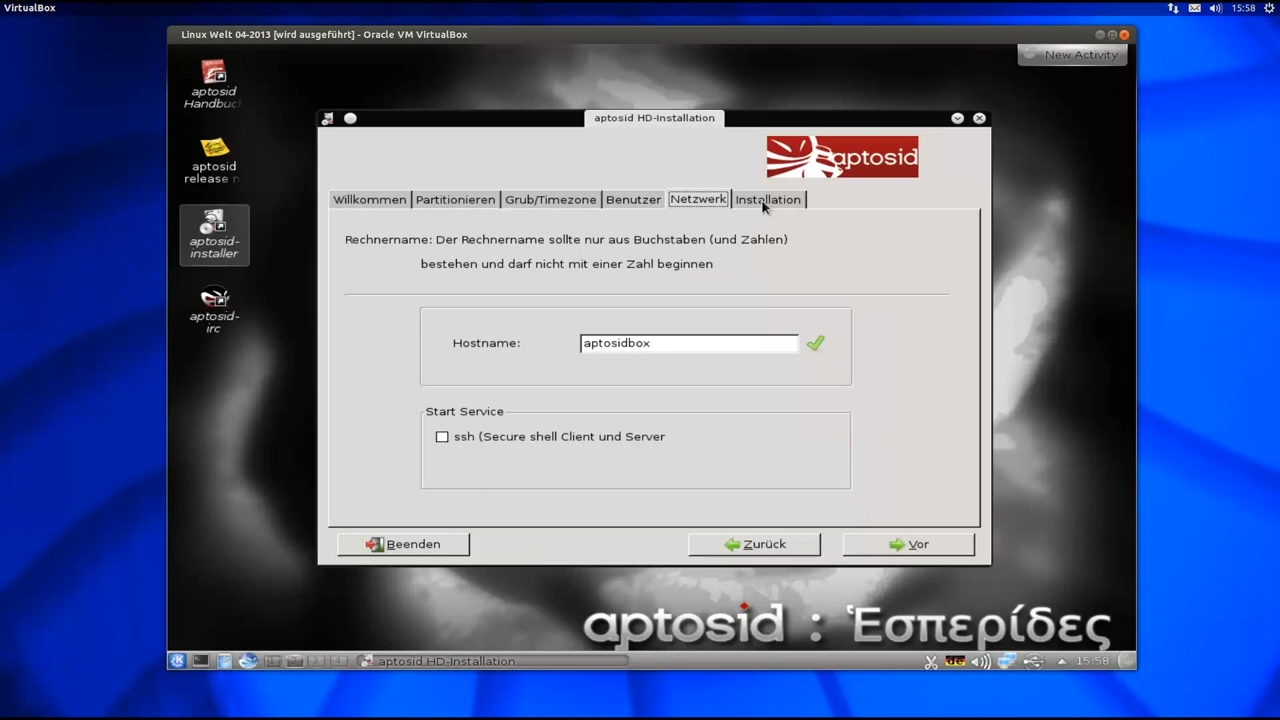 VirtualBox
15:58
Linux Welt 04-2013 [wird ausgeführt] - Oracle VM VirtualBox
New Activity
aptosid
Handbuc
aptosid
release n
aptosid-
installer
aptosid-
irc
aptosid HD-Installation
aptosid
Willkommen
Partitionieren
Grub/Timezone
Benutzer
Netzwerk
Installation
Rechnername: Der Rechnername sollte nur aus Buchstaben (und Zahlen)
bestehen und darf nicht mit einer Zahl beginnen
Hostname:
aptosidbox
Start Service
ssh (Secure shell Client und Server
Beenden
Zurück
Vor
aptosid : Ἑσπερίδες
aptosid HD-Installation
de
15:58